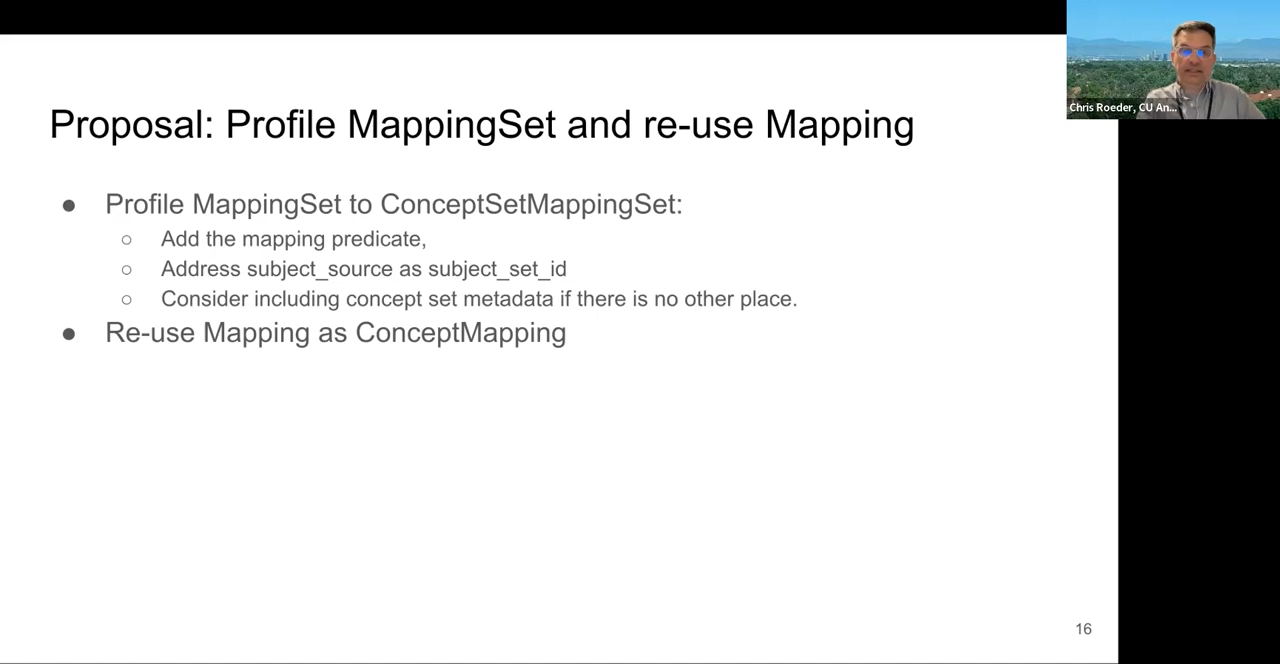 Proposal: Profile MappingSet and re-use Mapping
● Profile MappingSet to ConceptSetMappingSet:
○ Add the mapping predicate,
○ Address subject_source as subject_set_id
○ Consider including concept set metadata if there is no other place.
● Re-use Mapping as ConceptMapping
16
Chris Roeder, CU An...